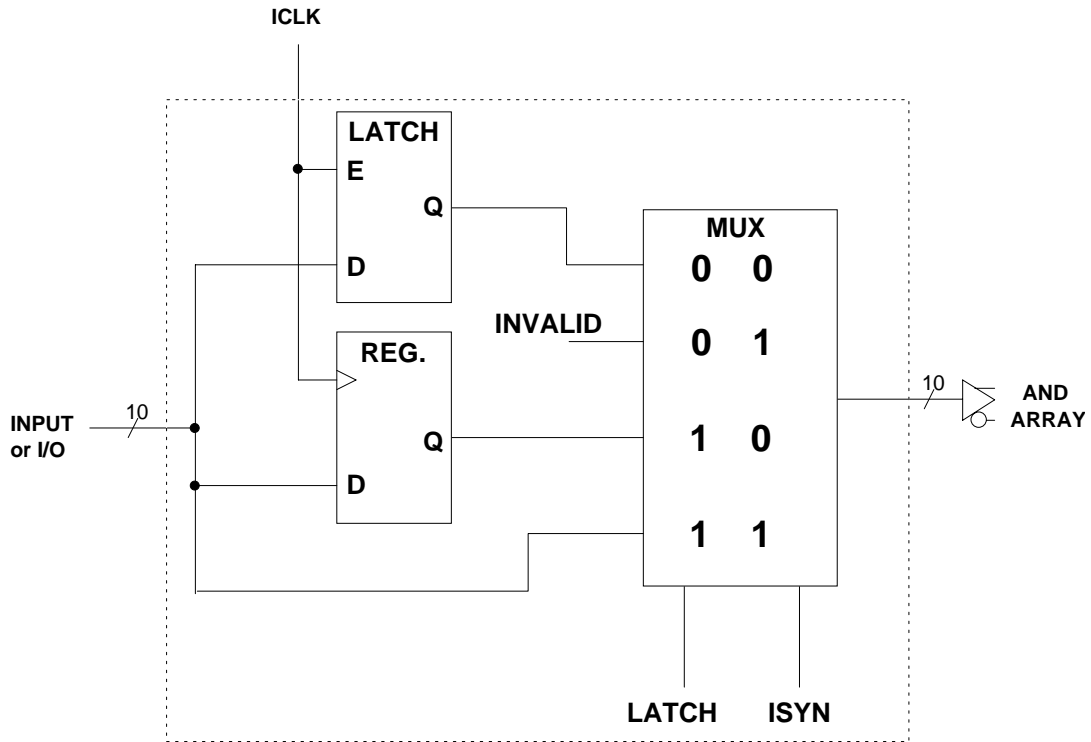 ICLK
LATCH
E
Q
D
MUX
0 0
INVALID
0 1
REG.
10
INPUT
or I/O
10
AND
ARRAY
Q
1 0
D
1 1
LATCH
ISYN